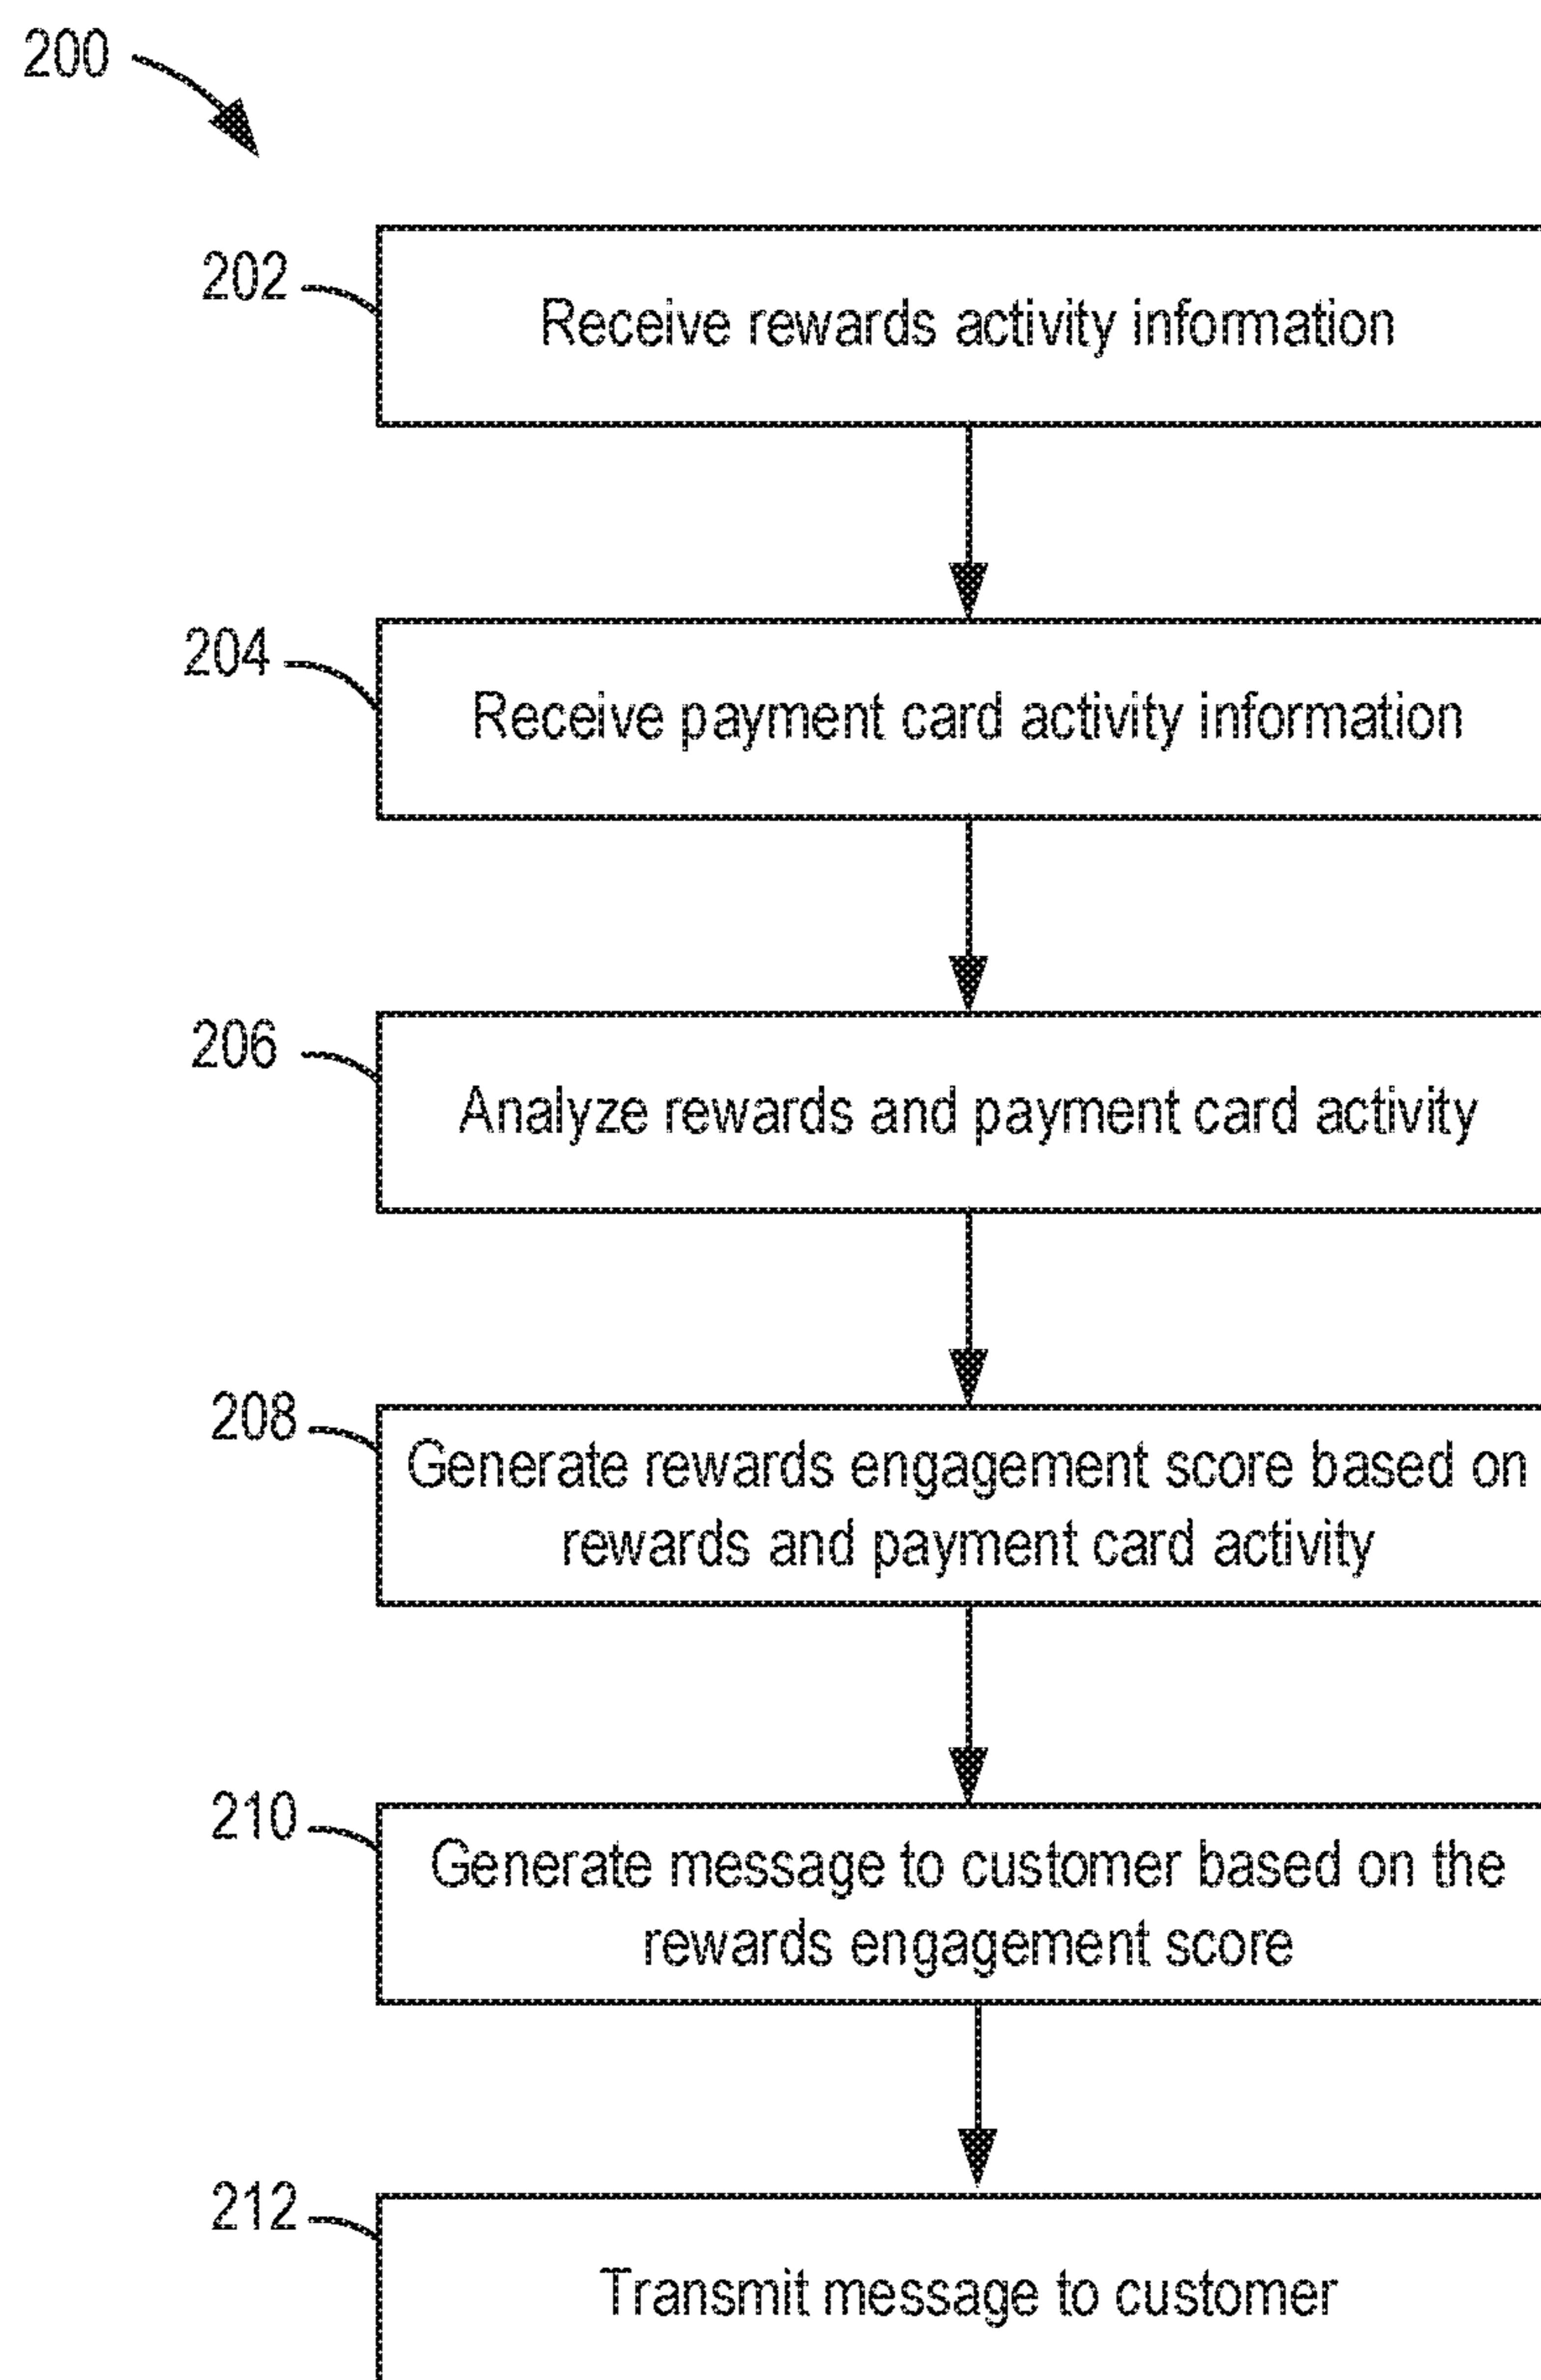 200
202
Receive rewards activity information
204
Receive payment card activity information
206
Analyze rewards and payment card activity
208
Generate rewards engagement score based on
rewards and payment card activity
210
Generate message to customer based on the
rewards engagement score
212
Transmit message to customer